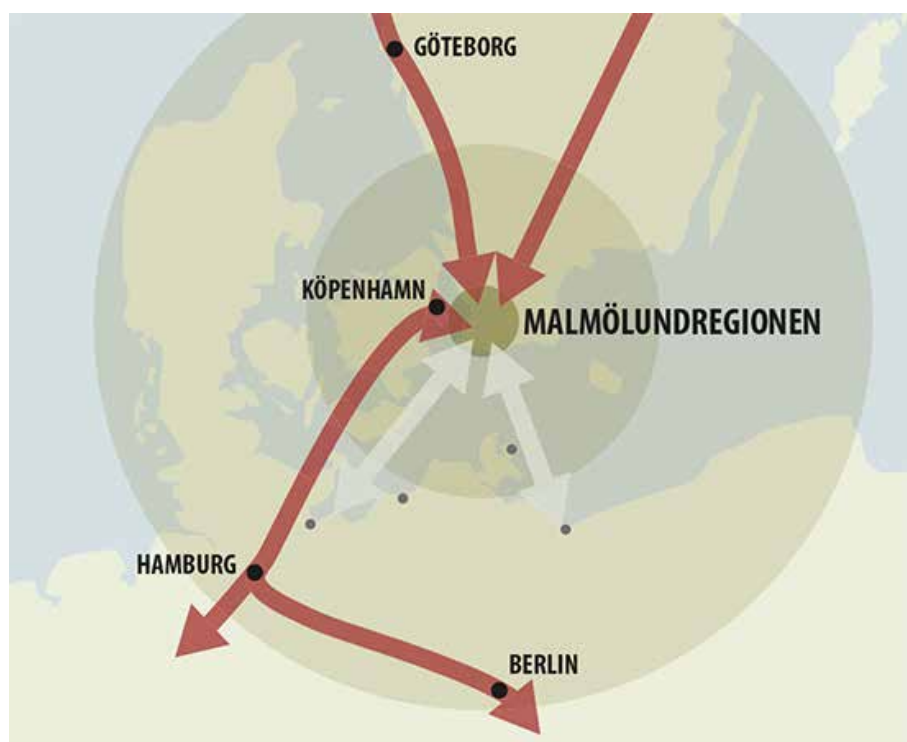 GÖTEBORG
KÖPENHAMN
MALMÖLUNDREGIONEN
HAMBURG
BERLIN